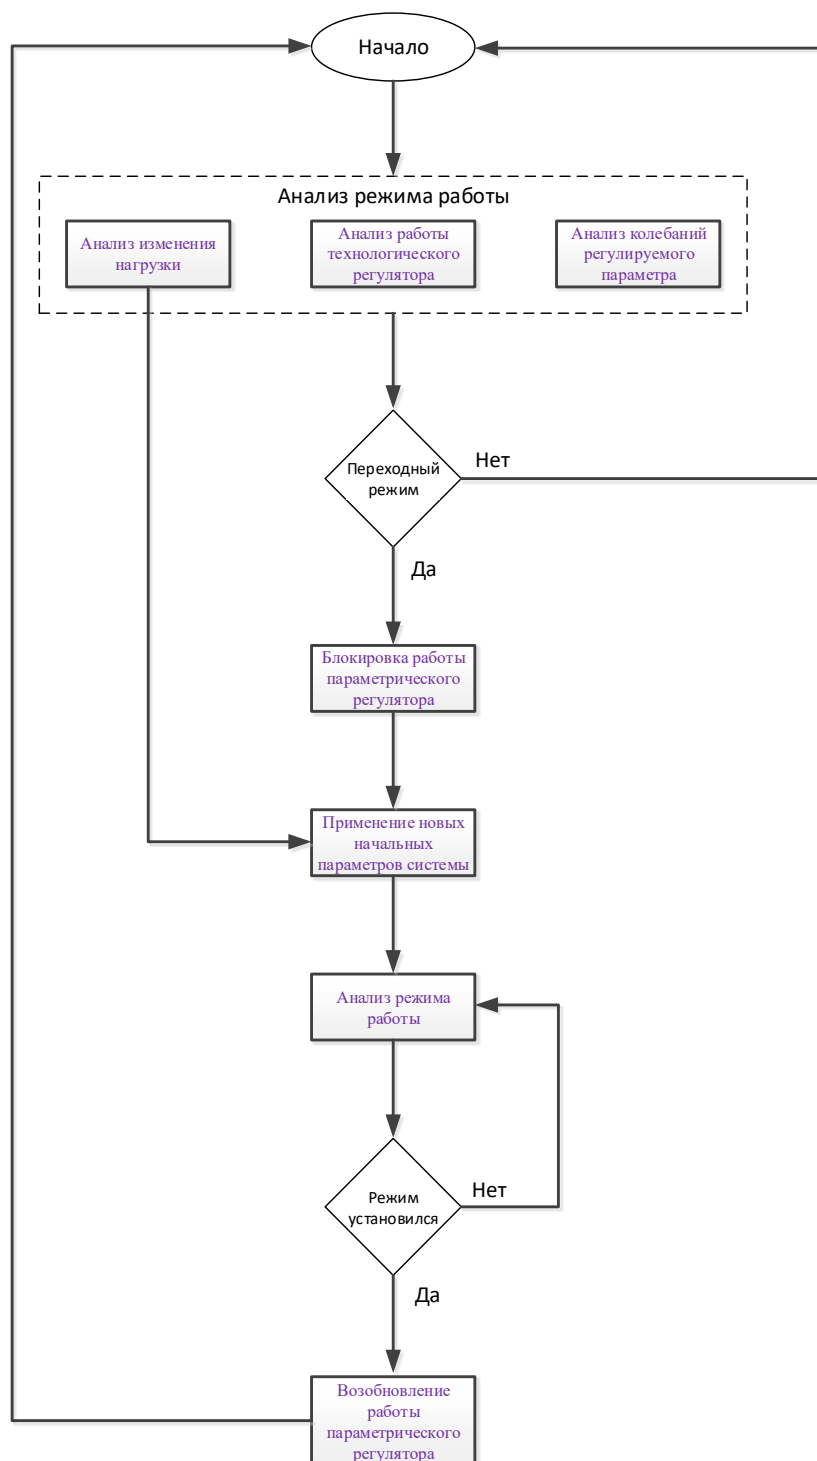 Начало
Анализ режима работы
Анализ изменения
нагрузки
Анализ работы
технологического
регулятора
Анализ колебаний
регулируемого
параметра
Переходный
режим
Нет
Да
Блокировка работы
параметрического
регулятора
Применение новых
начальных
параметров системы
Анализ режима
работы
Режим
установился
Нет
Да
Возобновление
работы
параметрического
регулятора